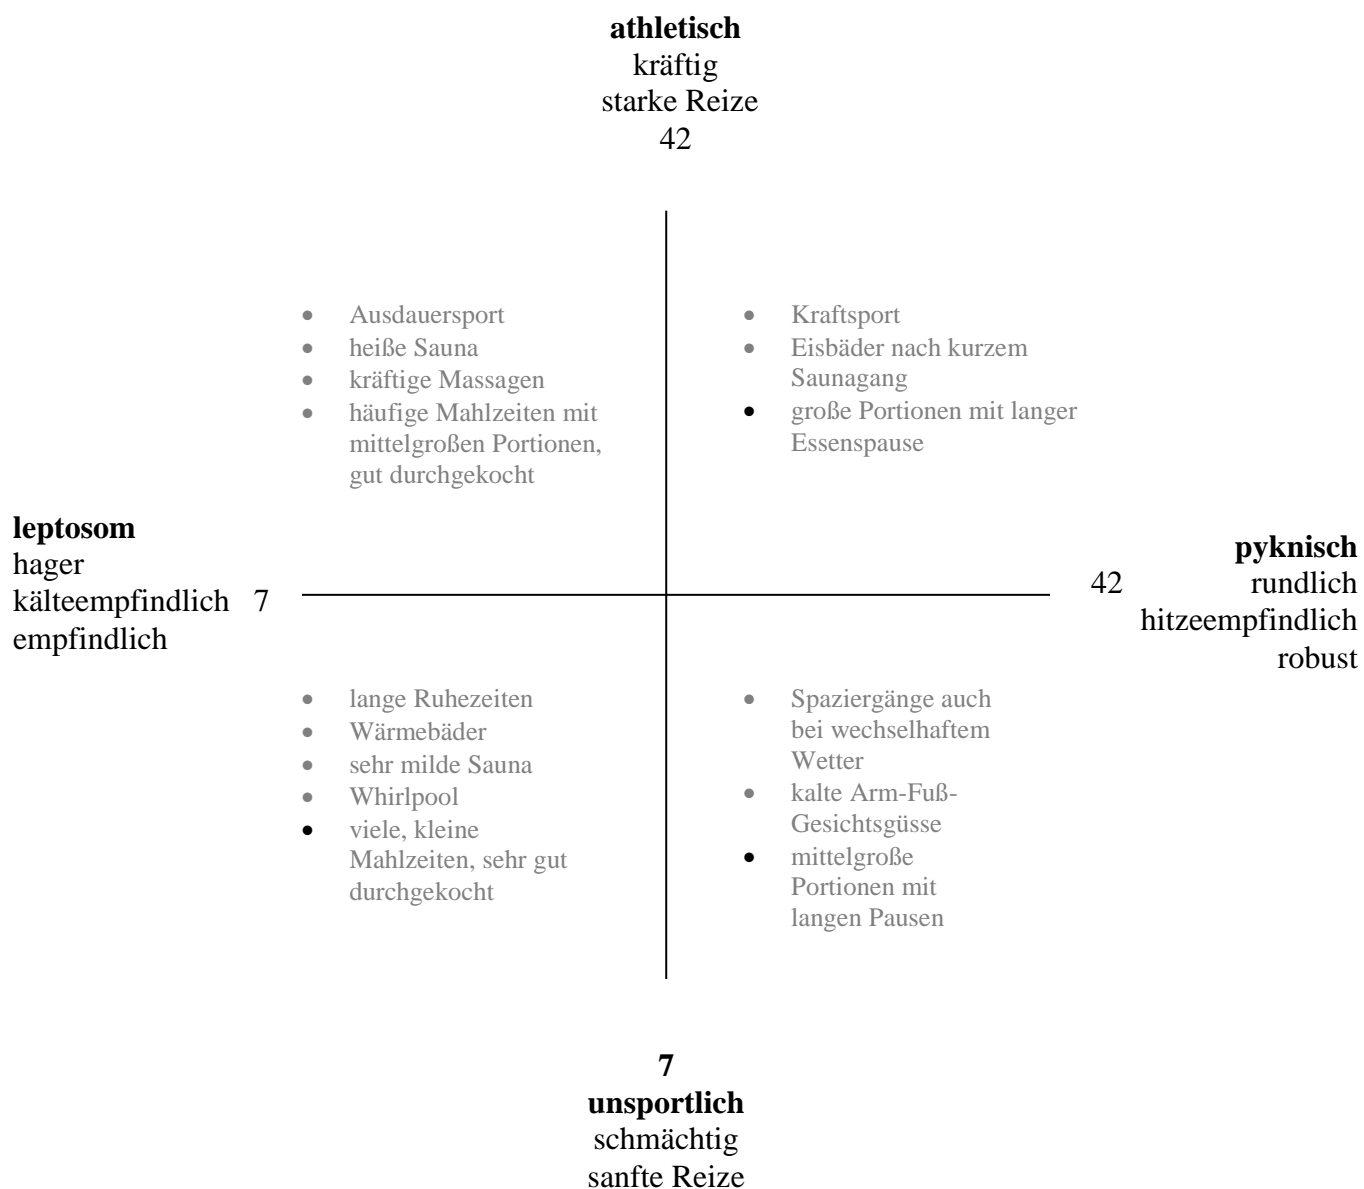 athletisch
kräftig
starke Reize
42
• Ausdauersport
• heiße Sauna
• kräftige Massagen
• häufige Mahlzeiten mit
mittelgroßen Portionen,
gut durchgekocht
• Kraftsport
• Eisbäder nach kurzem
Saunagang
• große Portionen mit langer
Essenspause
leptosom
hager
kälteempfindlich 7
empfindlich
pyknisch
42 rundlich
hitzeempfindlich
robust
• lange Ruhezeiten
• Wärmebäder
• sehr milde Sauna
• Whirlpool
• viele, kleine
Mahlzeiten, sehr gut
durchgekocht
• Spaziergänge auch
bei wechselhaftem
Wetter
• kalte Arm-Fuß-
Gesichtsgüsse
• mittelgroße
Portionen mit
langen Pausen
7
unsportlich
schmächtig
sanfte Reize